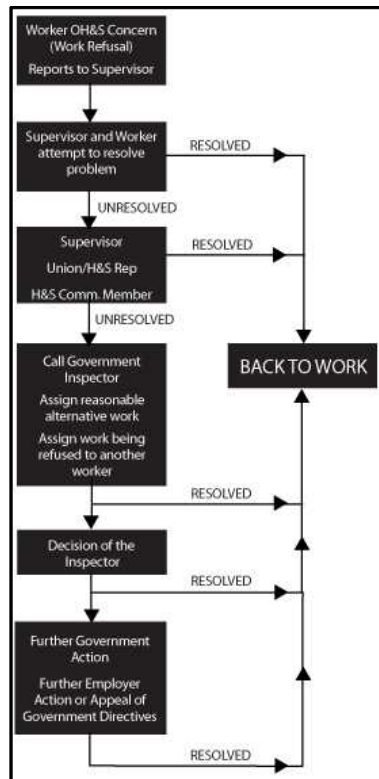 Worker OH&S Concern
(Work Refusal)
Reports to Supervisor
Supervisor and Worker
attempt to resolve
problem
RESOLVED
UNRESOLVED
Supervisor
Union/H&S Rep
H&S Comm. Member
RESOLVED
UNRESOLVED
Call Government
Inspector
Assign reasonable
alternative work
Assign work being
refused to another
worker
BACK TO WORK
RESOLVED
Decision of the
Inspector
RESOLVED
Further Government
Action
Further Employer
Action or Appeal of
Government Directives
RESOLVED